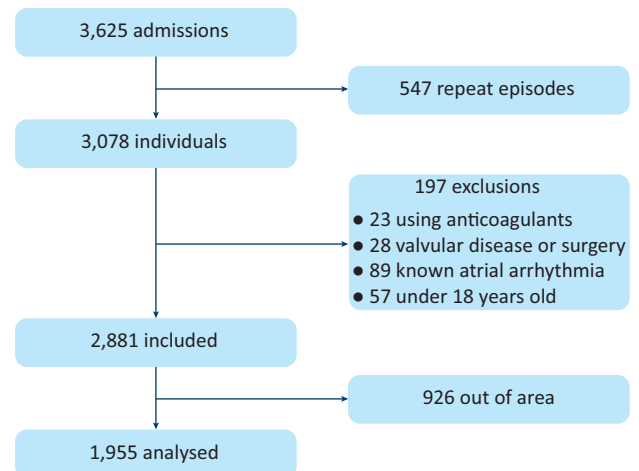 3,625 admissions
547 repeat episodes
3,078 individuals
197 exclusions
● 23 using anticoagulants
● 28 valvular disease or surgery
● 89 known atrial arrhythmia
● 57 under 18 years old
2,881 included
926 out of area
1,955 analysed